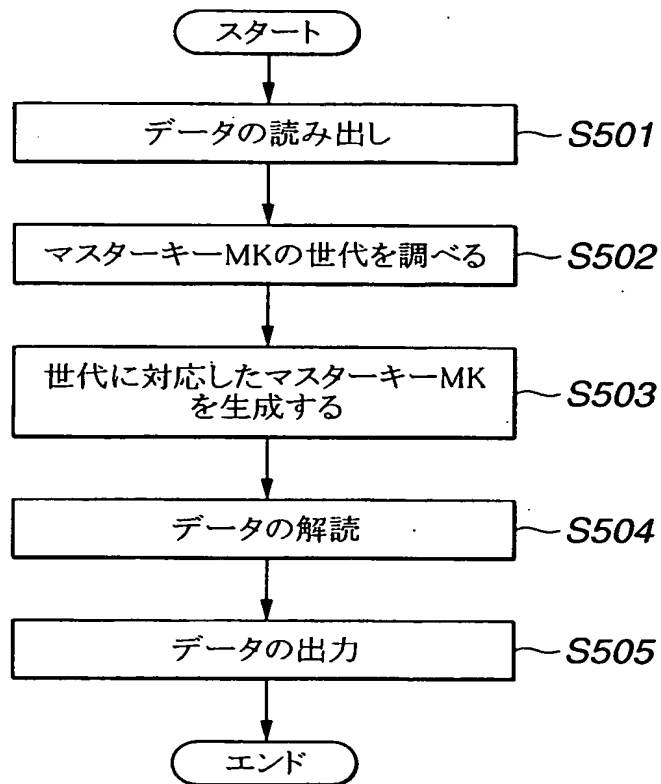 スタート
データの読み出し
S501
マスターキーMKの世代を調べる
S502
世代に対応したマスターキーMK
を生成する
S503
データの解読
S504
データの出力
S505
エンド